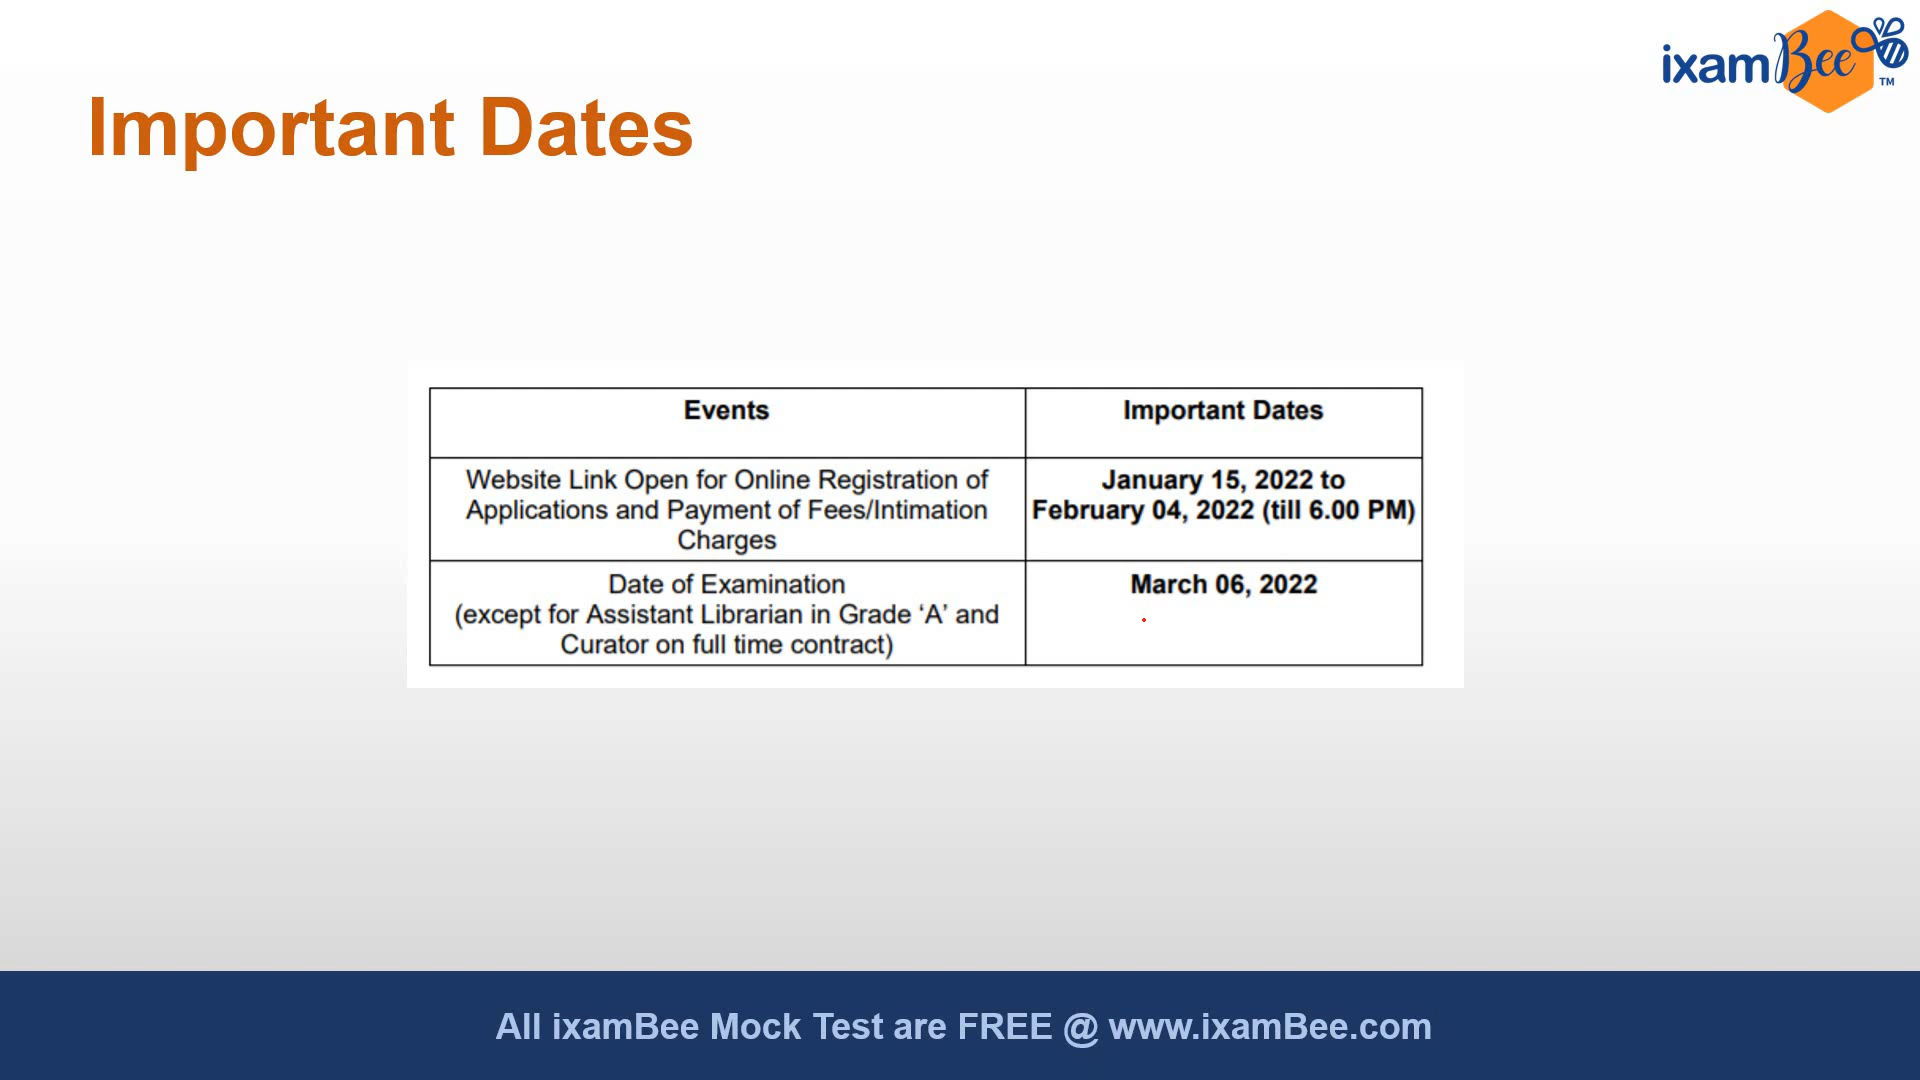 ixamBee
TM
Important Dates
Events
Important Dates
Website Link Open for Online Registration of
Applications and Payment of Fees/Intimation
Charges
January 15, 2022 to
February 04, 2022 (till 6.00 PM)
Date of Examination
(except for Assistant Librarian in Grade ‘A’ and
Curator on full time contract)
March 06, 2022
All ixamBee Mock Test are FREE @ www.ixamBee.com